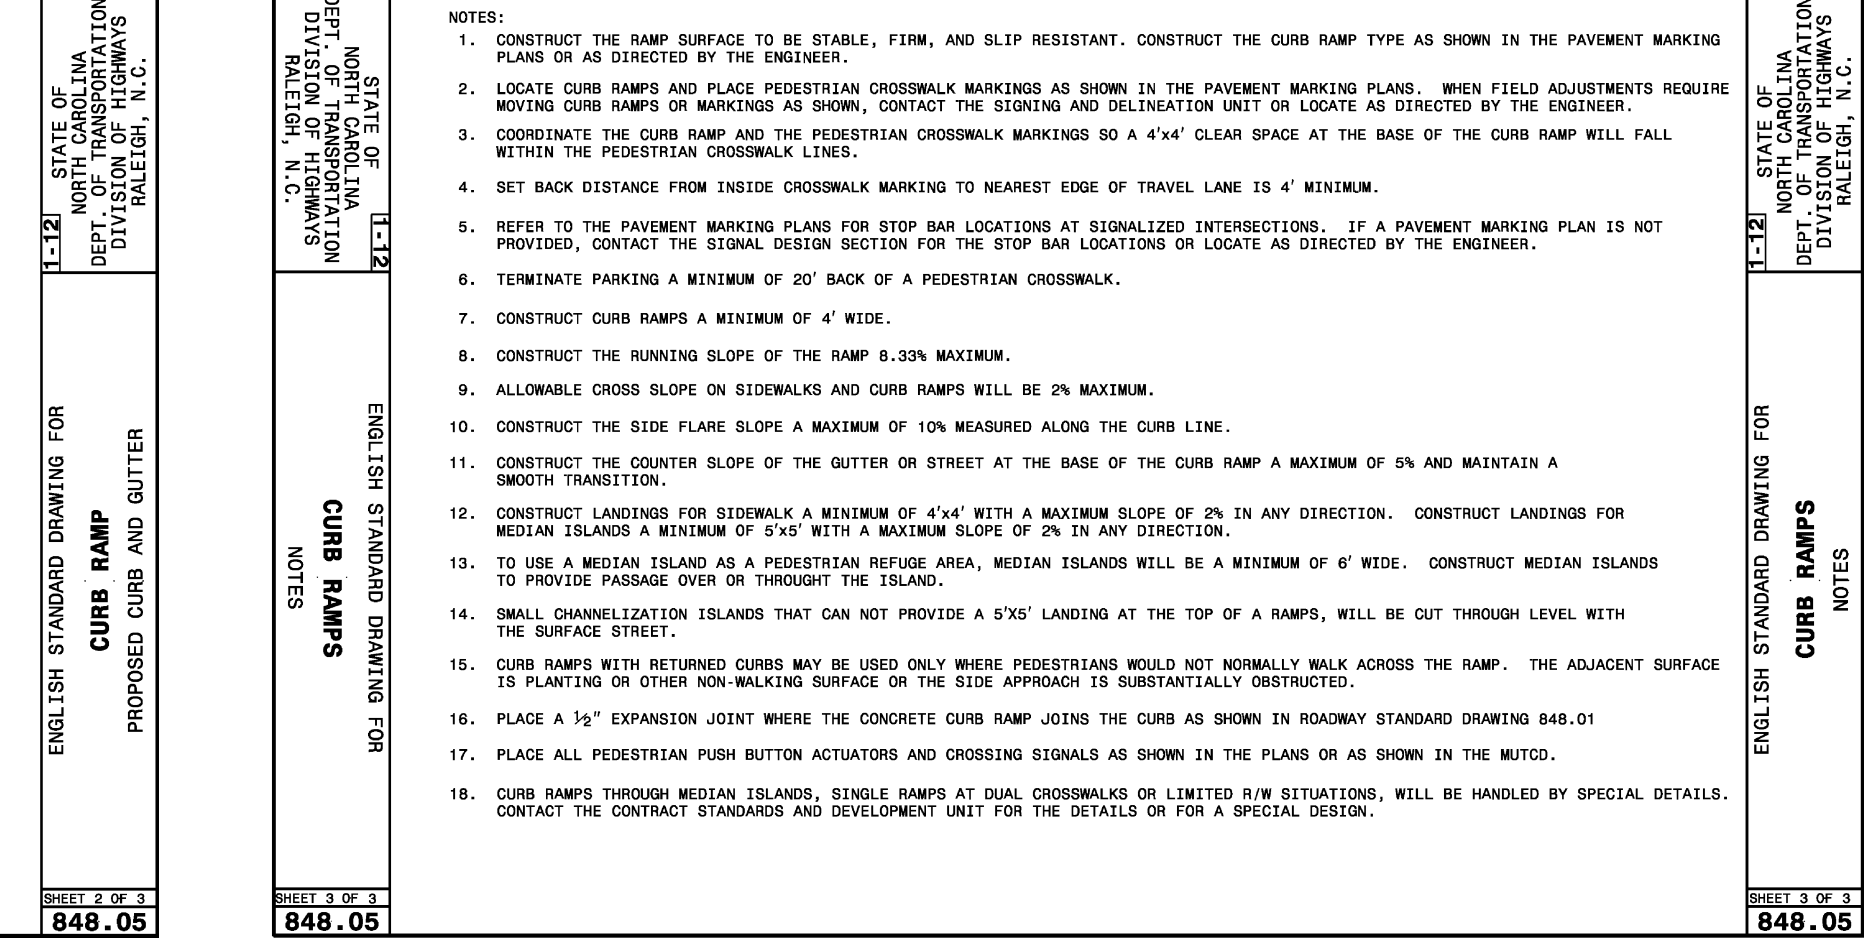 STATE OF
NORTH CAROLINA
DEPT. OF TRANSPORTATION
DIVISION OF HIGHWAYS
RALEIGH, N.C.
1-12
ENGLISH STANDARD DRAWING FOR
CURB RAMP
PROPOSED CURB AND GUTTER
SHEET 2 OF 3
848.05
STATE OF
NORTH CAROLINA
DEPT. OF TRANSPORTATION
DIVISION OF HIGHWAYS
RALEIGH, N.C.
1-12
ENGLISH STANDARD DRAWING FOR
CURB RAMPS
NOTES
SHEET 3 OF 3
848.05
NOTES:
1. CONSTRUCT THE RAMP SURFACE TO BE STABLE, FIRM, AND SLIP RESISTANT. CONSTRUCT THE CURB RAMP TYPE AS SHOWN IN THE PAVEMENT MARKING
PLANS OR AS DIRECTED BY THE ENGINEER.
2. LOCATE CURB RAMPS AND PLACE PEDESTRIAN CROSSWALK MARKINGS AS SHOWN IN THE PAVEMENT MARKING PLANS. WHEN FIELD ADJUSTMENTS REQUIRE
MOVING CURB RAMPS OR MARKINGS AS SHOWN, CONTACT THE SIGNING AND DELINEATION UNIT OR LOCATE AS DIRECTED BY THE ENGINEER.
3. COORDINATE THE CURB RAMP AND THE PEDESTRIAN CROSSWALK MARKINGS SO A 4'x4' CLEAR SPACE AT THE BASE OF THE CURB RAMP WILL FALL
WITHIN THE PEDESTRIAN CROSSWALK LINES.
4. SET BACK DISTANCE FROM INSIDE CROSSWALK MARKING TO NEAREST EDGE OF TRAVEL LANE IS 4' MINIMUM.
5. REFER TO THE PAVEMENT MARKING PLANS FOR STOP BAR LOCATIONS AT SIGNALIZED INTERSECTIONS. IF A PAVEMENT MARKING PLAN IS NOT
PROVIDED, CONTACT THE SIGNAL DESIGN SECTION FOR THE STOP BAR LOCATIONS OR LOCATE AS DIRECTED BY THE ENGINEER.
6. TERMINATE PARKING A MINIMUM OF 20' BACK OF A PEDESTRIAN CROSSWALK.
7. CONSTRUCT CURB RAMPS A MINIMUM OF 4' WIDE.
8. CONSTRUCT THE RUNNING SLOPE OF THE RAMP 8.33% MAXIMUM.
9. ALLOWABLE CROSS SLOPE ON SIDEWALKS AND CURB RAMPS WILL BE 2% MAXIMUM.
10. CONSTRUCT THE SIDE FLARE SLOPE A MAXIMUM OF 10% MEASURED ALONG THE CURB LINE.
11. CONSTRUCT THE COUNTER SLOPE OF THE GUTTER OR STREET AT THE BASE OF THE CURB RAMP A MAXIMUM OF 5% AND MAINTAIN A
SMOOTH TRANSITION.
12. CONSTRUCT LANDINGS FOR SIDEWALK A MINIMUM OF 4'x4' WITH A MAXIMUM SLOPE OF 2% IN ANY DIRECTION. CONSTRUCT LANDINGS FOR
MEDIAN ISLANDS A MINIMUM OF 5'x5' WITH A MAXIMUM SLOPE OF 2% IN ANY DIRECTION.
13. TO USE A MEDIAN ISLAND AS A PEDESTRIAN REFUGE AREA, MEDIAN ISLANDS WILL BE A MINIMUM OF 6' WIDE. CONSTRUCT MEDIAN ISLANDS
TO PROVIDE PASSAGE OVER OR THROUGHT THE ISLAND.
14. SMALL CHANNELIZATION ISLANDS THAT CAN NOT PROVIDE A 5'X5' LANDING AT THE TOP OF A RAMPS, WILL BE CUT THROUGH LEVEL WITH
THE SURFACE STREET.
15. CURB RAMPS WITH RETURNED CURBS MAY BE USED ONLY WHERE PEDESTRIANS WOULD NOT NORMALLY WALK ACROSS THE RAMP. THE ADJACENT SURFACE
IS PLANTING OR OTHER NON-WALKING SURFACE OR THE SIDE APPROACH IS SUBSTANTIALLY OBSTRUCTED.
16. PLACE A ½" EXPANSION JOINT WHERE THE CONCRETE CURB RAMP JOINS THE CURB AS SHOWN IN ROADWAY STANDARD DRAWING 848.01
17. PLACE ALL PEDESTRIAN PUSH BUTTON ACTUATORS AND CROSSING SIGNALS AS SHOWN IN THE PLANS OR AS SHOWN IN THE MUTCD.
18. CURB RAMPS THROUGH MEDIAN ISLANDS, SINGLE RAMPS AT DUAL CROSSWALKS OR LIMITED R/W SITUATIONS, WILL BE HANDLED BY SPECIAL DETAILS.
CONTACT THE CONTRACT STANDARDS AND DEVELOPMENT UNIT FOR THE DETAILS OR FOR A SPECIAL DESIGN.
STATE OF
NORTH CAROLINA
DEPT. OF TRANSPORTATION
DIVISION OF HIGHWAYS
RALEIGH, N.C.
1-12
ENGLISH STANDARD DRAWING FOR
CURB RAMPS
NOTES
SHEET 3 OF 3
848.05